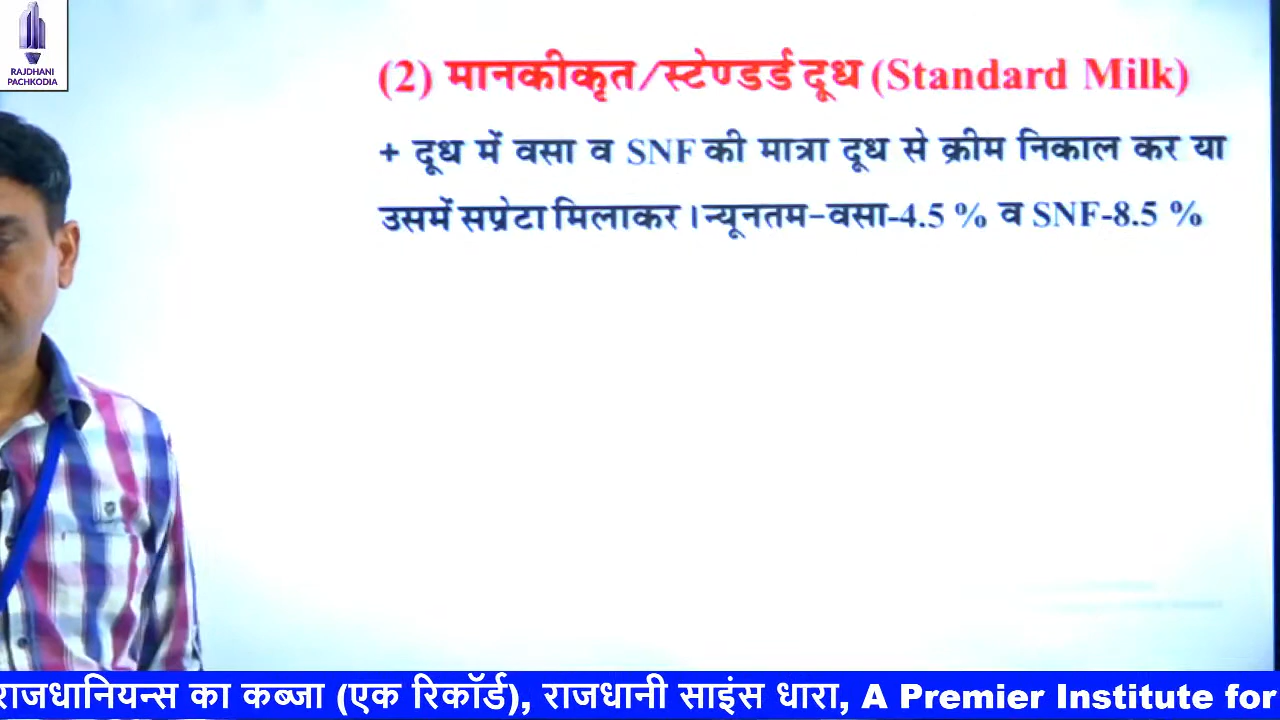 RAJDHANI
PACHKODIA
(2) मानकीकृत/स्टेण्डर्ड दूध (Standard Milk)
+ दूध में वसा व SNF की मात्रा दूध से क्रीम निकाल कर या
उसमें सप्रेटा मिलाकर। न्यूनतम-वसा-4.5 % व SNF-8.5 %
राजधानियन्स का कब्जा (एक रिकॉर्ड), राजधानी साइंस धारा, A Premier Institute for